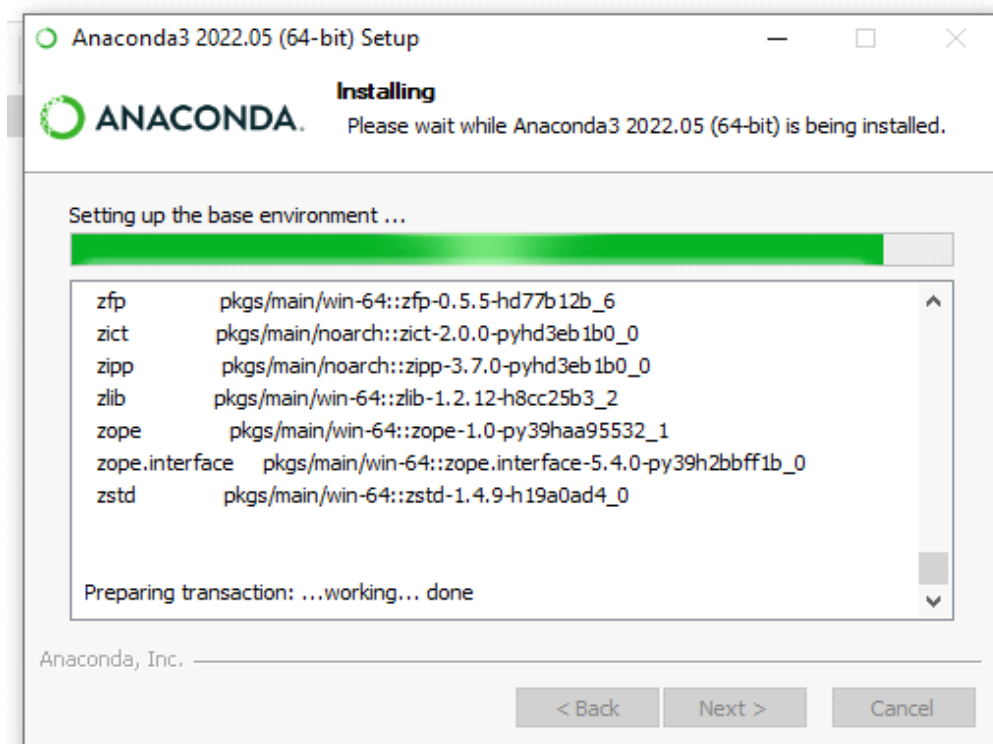 Anaconda3 2022.05 (64-bit) Setup
ANACONDA.
Installing
Please wait while Anaconda3 2022.05 (64-bit) is being installed.
Setting up the base environment ...
zfp pkgs/main/win-64::zfp-0.5.5-hd77b12b_6
zict pkgs/main/noarch::zict-2.0.0-pyhd3eb1b0_0
zipp pkgs/main/noarch::zipp-3.7.0-pyhd3eb1b0_0
zlib pkgs/main/win-64::zlib-1.2.12-h8cc25b3_2
zope pkgs/main/win-64::zope-1.0-py39haa95532_1
zope.interface pkgs/main/win-64::zope.interface-5.4.0-py39h2bbff1b_0
zstd pkgs/main/win-64::zstd-1.4.9-h19a0ad4_0
Preparing transaction: ...working... done
Anaconda, Inc.
< Back Next > Cancel